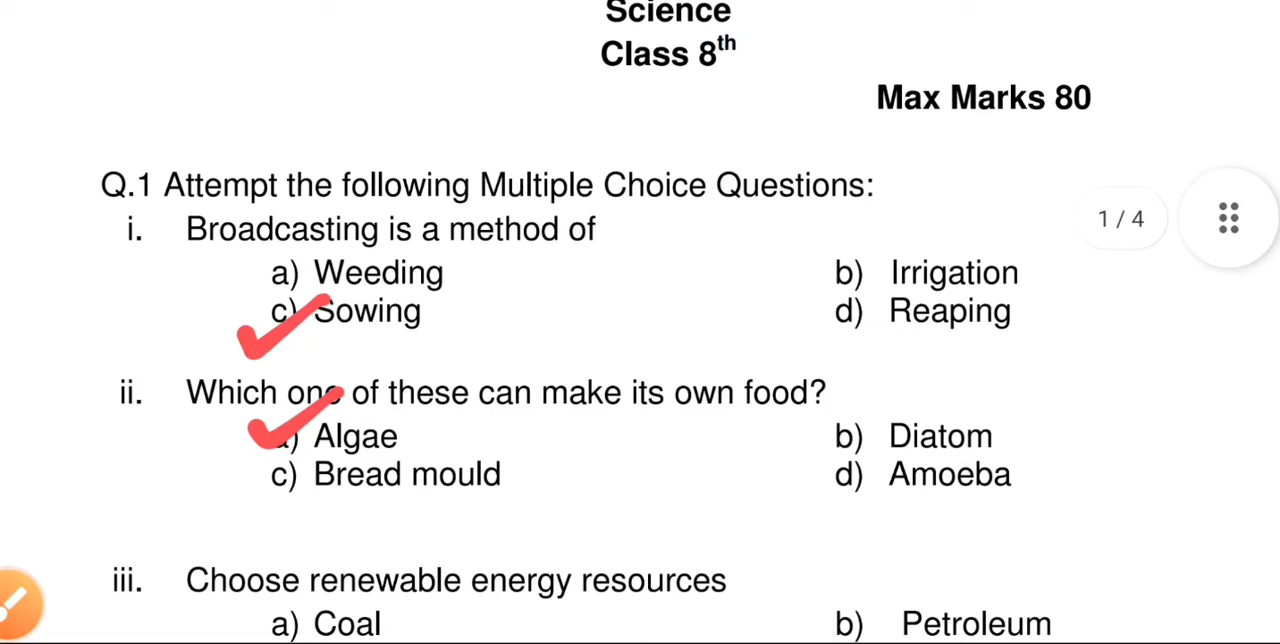 Science
Class 8th
Max Marks 80
Q.1 Attempt the following Multiple Choice Questions:
1 / 4
i. Broadcasting is a method of
a) Weeding b) Irrigation
c) Sowing d) Reaping
ii. Which one of these can make its own food?
a) Algae b) Diatom
c) Bread mould d) Amoeba
iii. Choose renewable energy resources
a) Coal b) Petroleum